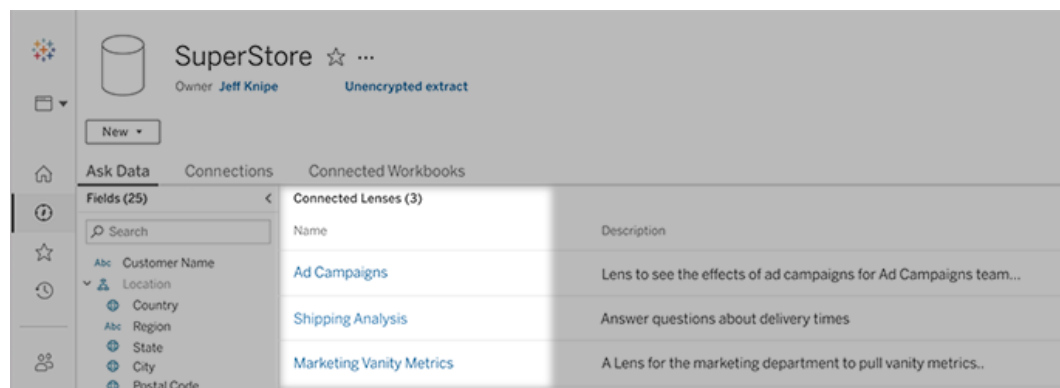 SuperStore ...
Owner Jeff Knipe Unencrypted extract
New
Ask Data Connections Connected Workbooks
Fields (25)
Search
Abc Customer Name
Location
Country
Abc Region
State
City
Postal Code
Connected Lenses (3)
Name Description
Ad Campaigns Lens to see the effects of ad campaigns for Ad Campaigns team...
Shipping Analysis Answer questions about delivery times
Marketing Vanity Metrics A Lens for the marketing department to pull vanity metrics..